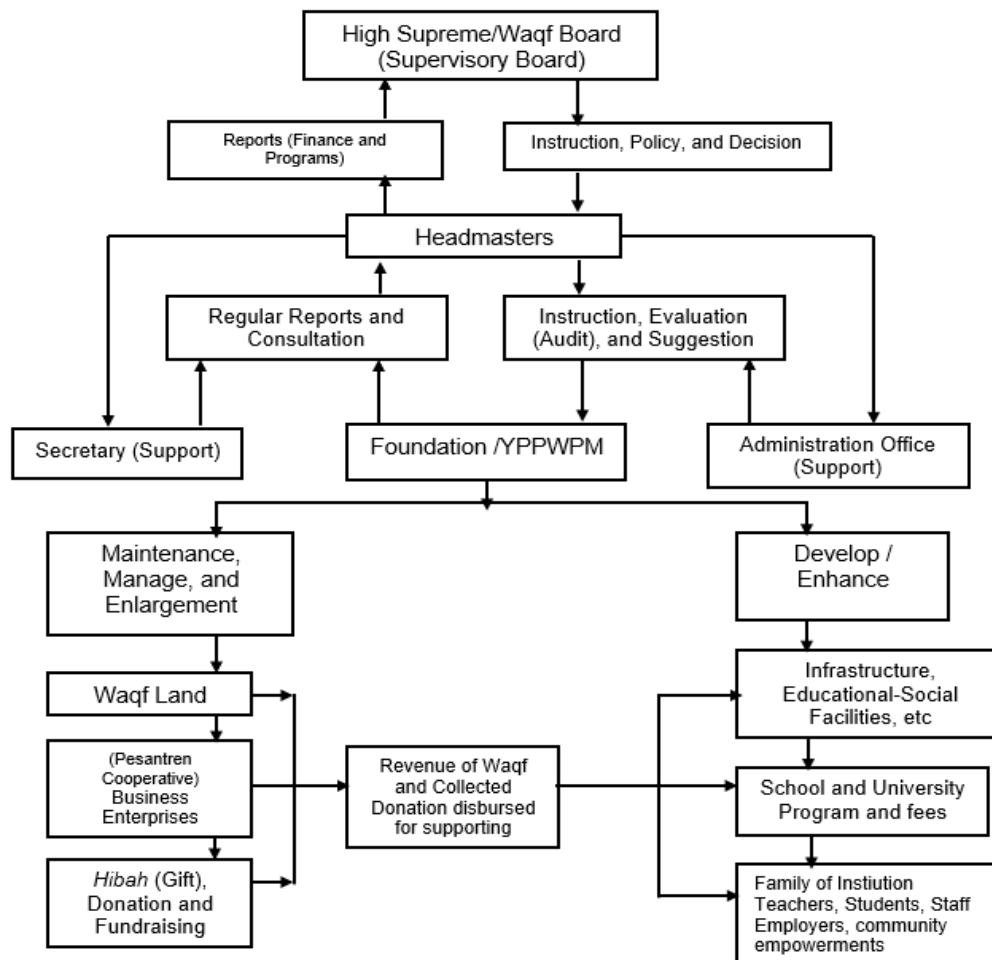 High Supreme/Waqf Board
(Supervisory Board)
Reports (Finance and
Programs)
Instruction, Policy, and Decision
Headmasters
Regular Reports and
Consultation
Instruction, Evaluation
(Audit), and Suggestion
Secretary (Support)
Foundation /YPPWPM
Administration Office
(Support)
Maintenance,
Manage, and
Enlargement
Develop /
Enhance
Waqf Land
Infrastructure,
Educational-Social
Facilities, etc
(Pesantren
Cooperative)
Business
Enterprises
Revenue of Waqf
and Collected
Donation disbursed
for supporting
School and University
Program and fees
Hibah (Gift),
Donation and
Fundraising
Family of Instiution
Teachers, Students, Staff
Employers, community
empowerments